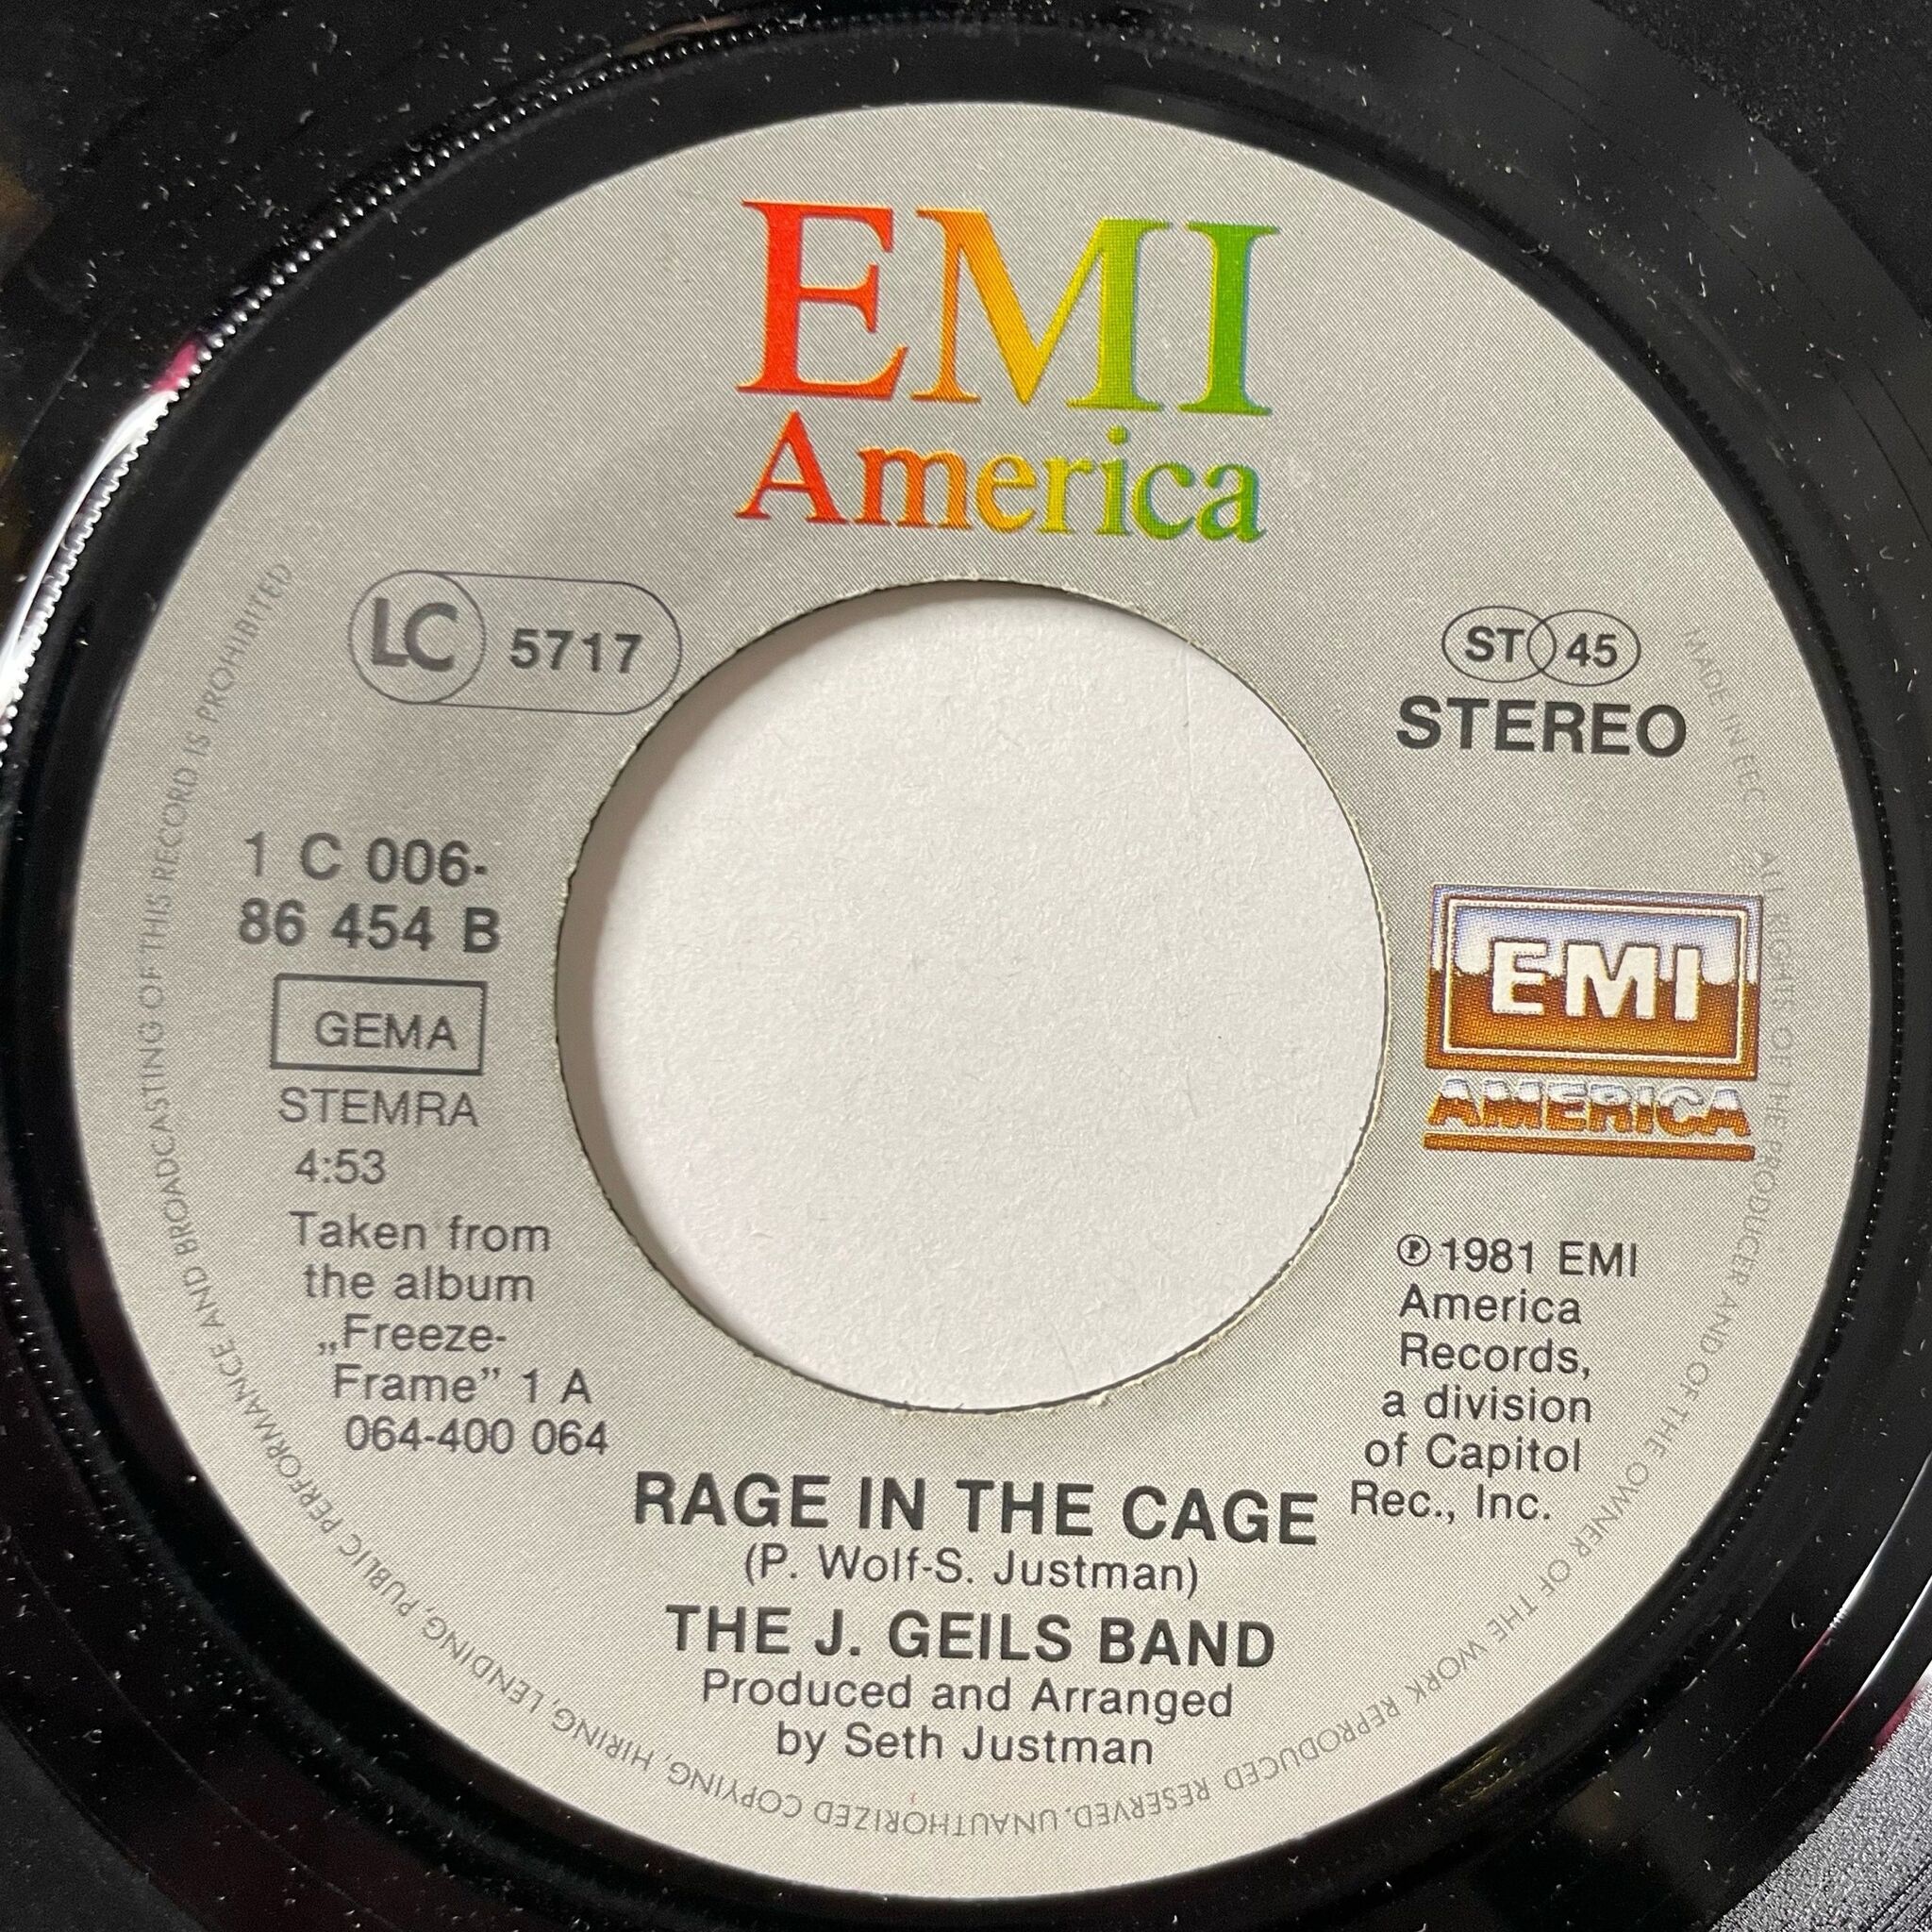 EMI
America
LC 5717
ST 45
STEREO
1 C 006-
86 454 B
GEMA
STEMRA
4:53
Taken from
the album
„Freeze-
Frame” 1 A
064-400 064
EMI
AMERICA
℗ 1981 EMI
America
Records,
a division
of Capitol
Rec., Inc.
RAGE IN THE CAGE
(P. Wolf-S. Justman)
THE J. GEILS BAND
Produced and Arranged
by Seth Justman
MADE IN EEC ALL RIGHTS OF THE PRODUCER AND OF THE OWNER OF THE WORK REPRODUCED RESERVED. UNAUTHORIZED COPYING, HIRING, LENDING, PUBLIC PERFORMANCE AND BROADCASTING OF THIS RECORD IS PROHIBITED